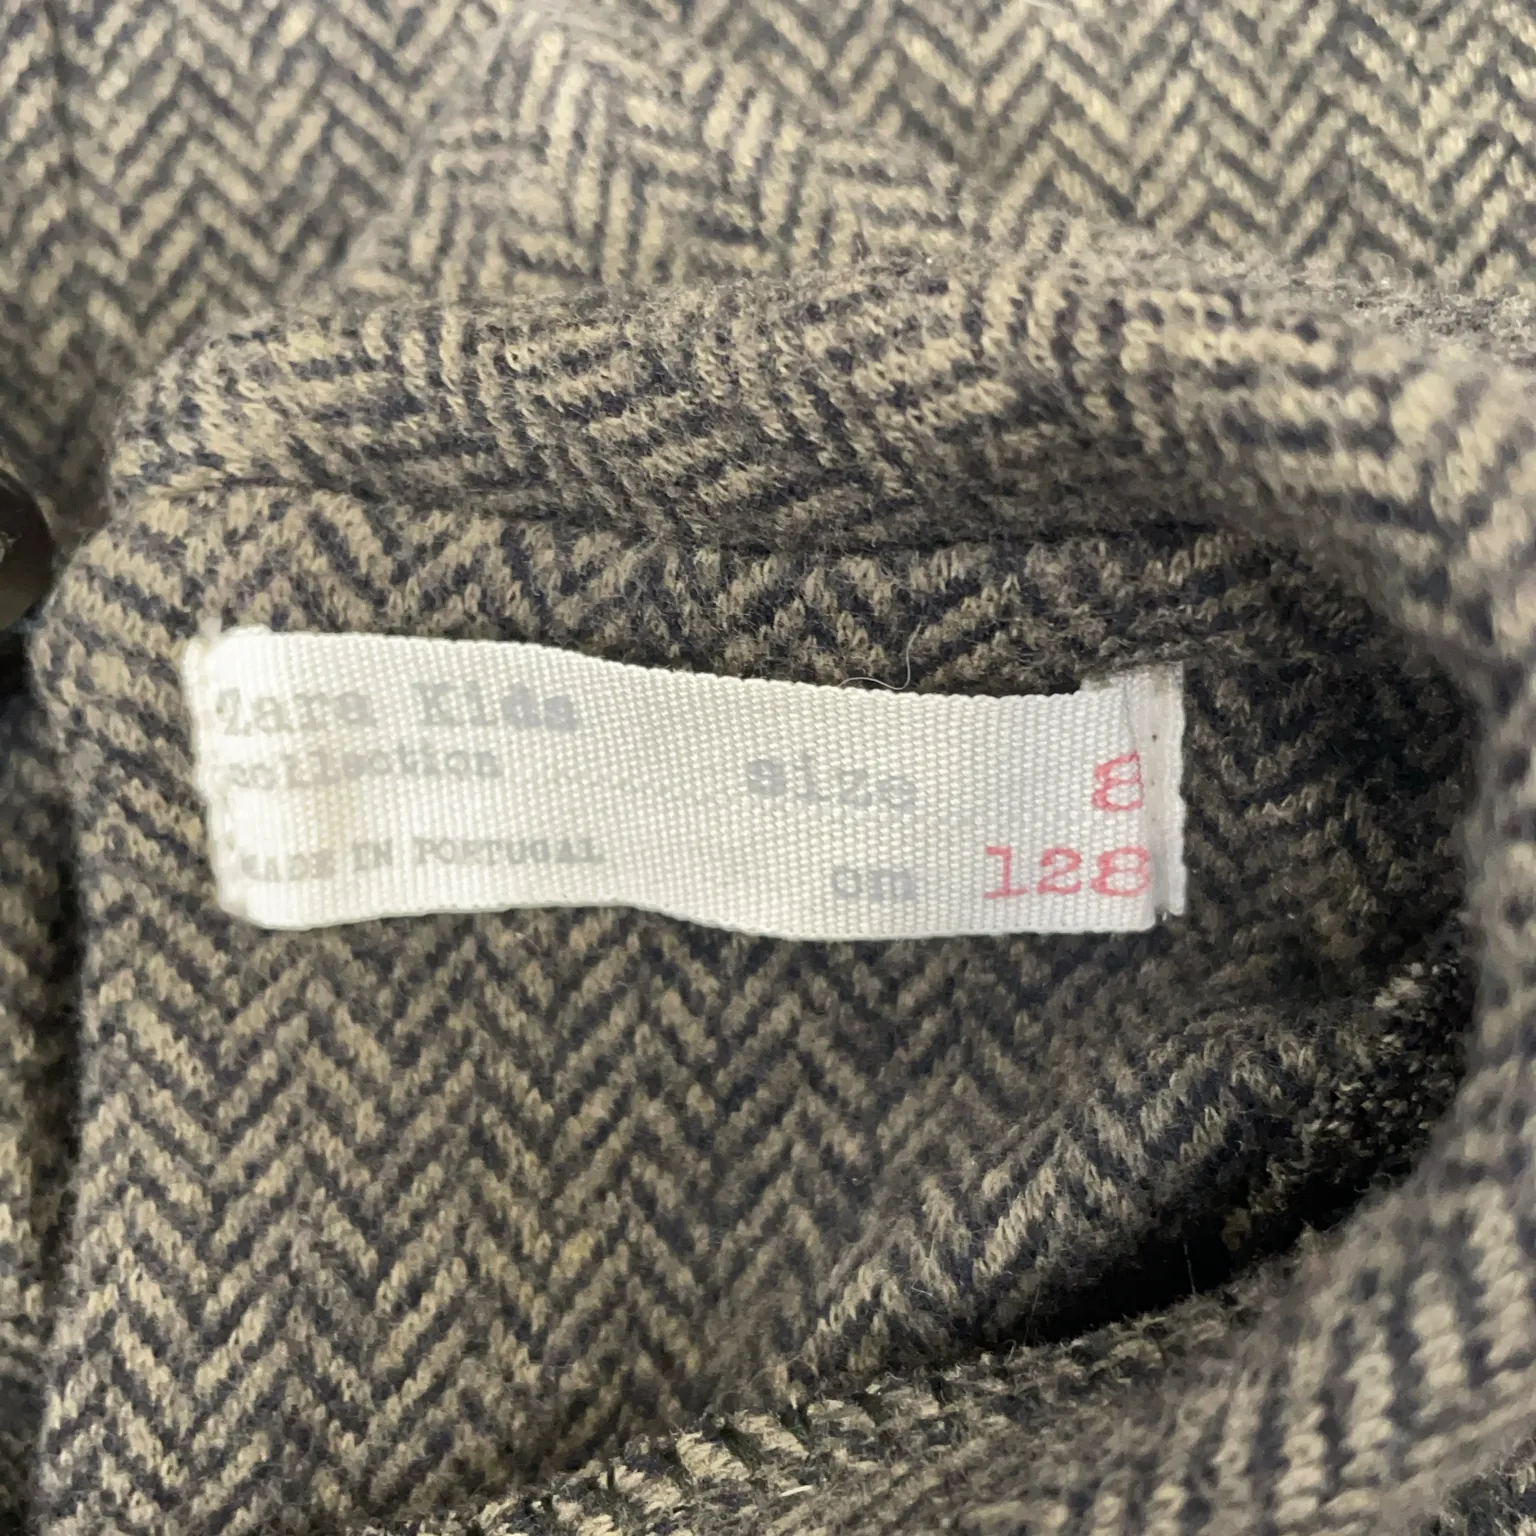 Zara Kids
collection
size 8
MADE IN PORTUGAL
cm 128